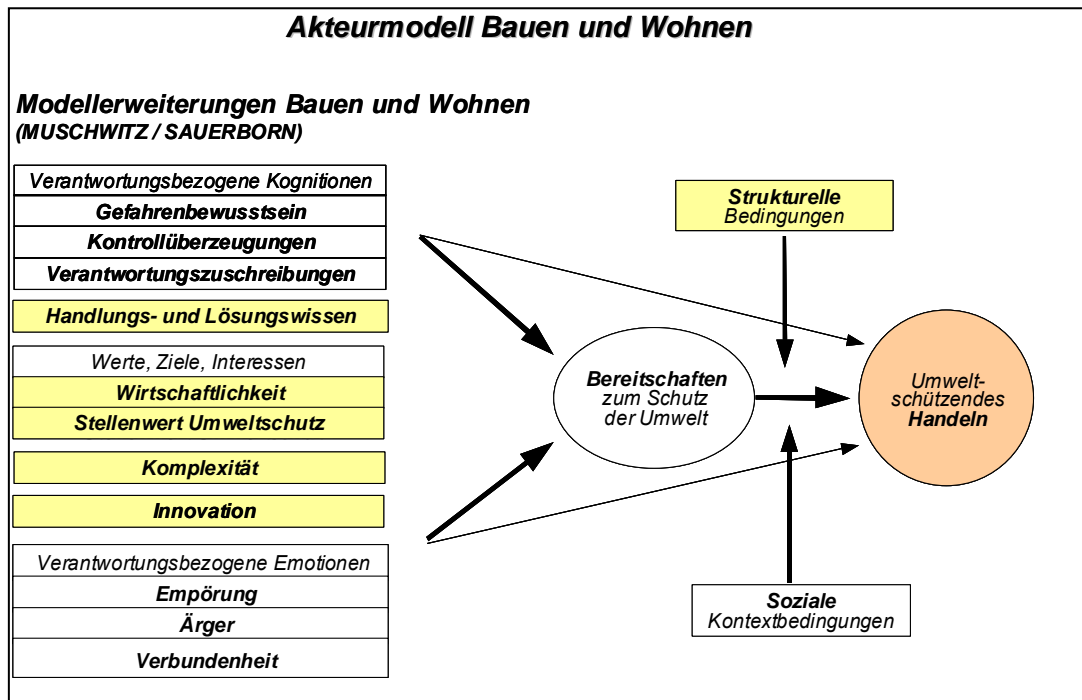 Akteurmodell Bauen und Wohnen
Modellerweiterungen Bauen und Wohnen
(MUSCHWITZ / SAUERBORN)
Verantwortungsbezogene Kognitionen
Gefahrenbewusstsein
Kontrollüberzeugungen
Verantwortungszuschreibungen
Handlungs- und Lösungswissen
Werte, Ziele, Interessen
Wirtschaftlichkeit
Stellenwert Umweltschutz
Komplexität
Innovation
Verantwortungsbezogene Emotionen
Empörung
Ärger
Verbundenheit
Strukturelle
Bedingungen
Bereitschaften
zum Schutz
der Umwelt
Umwelt-
schützendes
Handeln
Soziale
Kontextbedingungen